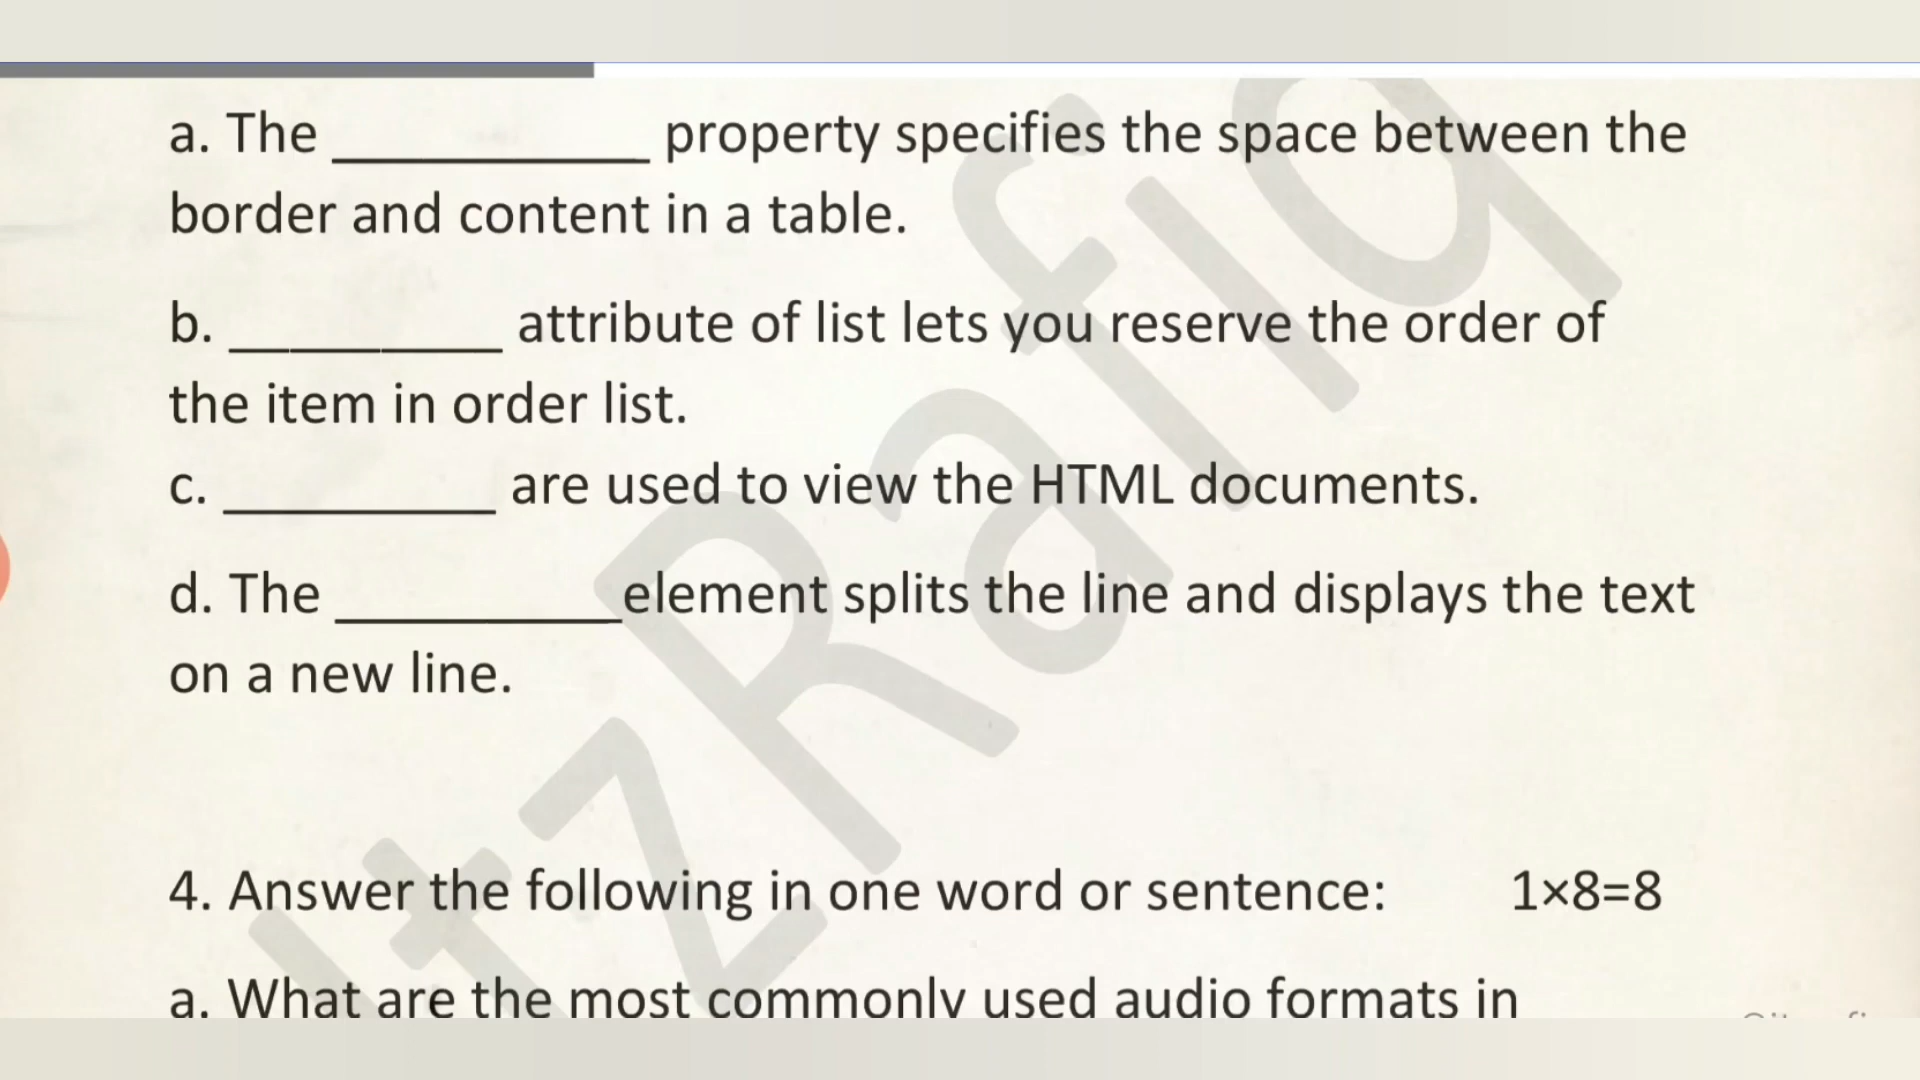 a. The ___________ property specifies the space between the
border and content in a table.
b. _________ attribute of list lets you reserve the order of
the item in order list.
c. _________ are used to view the HTML documents.
d. The _________element splits the line and displays the text
on a new line.
4. Answer the following in one word or sentence: 1×8=8
a. What are the most commonly used audio formats in
ItzRafiq